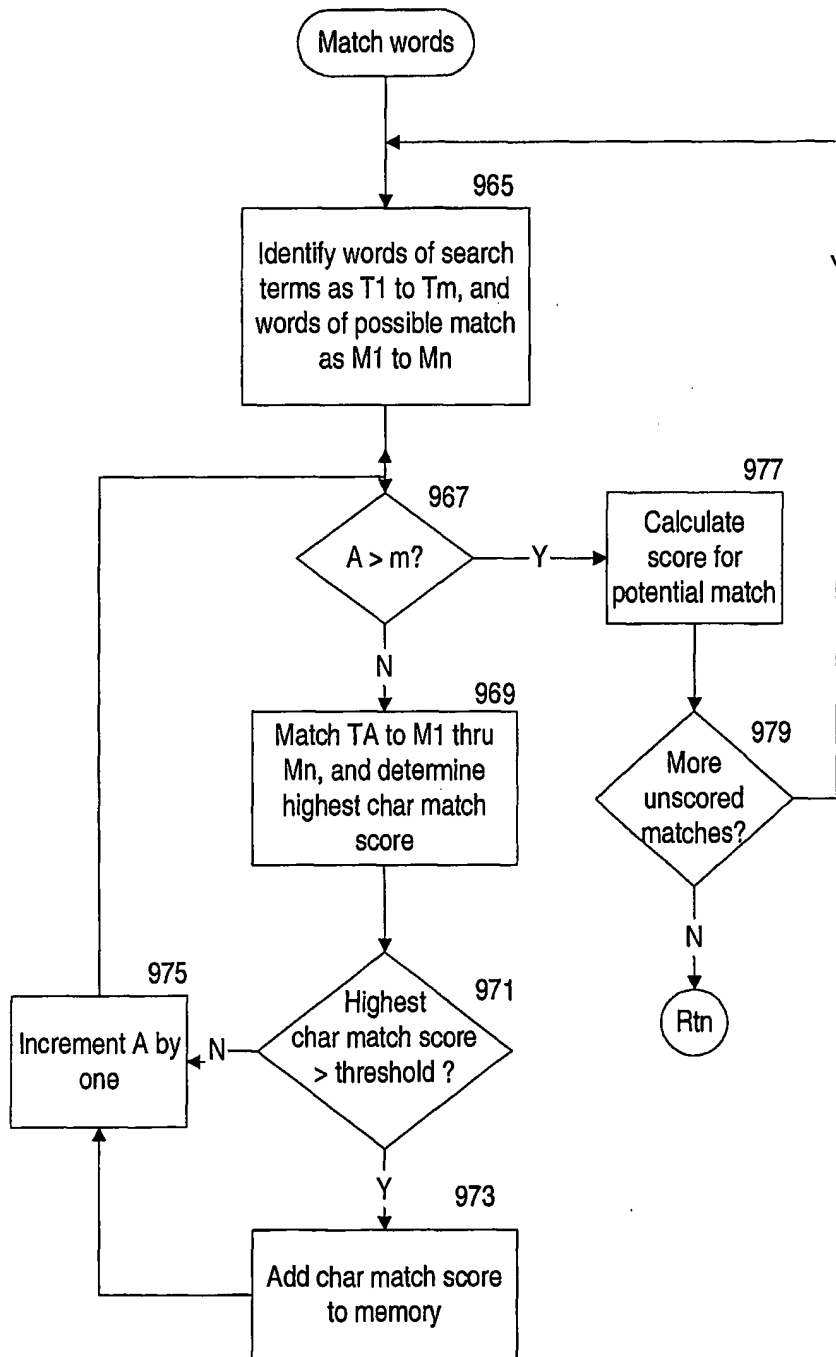 Match words
965
Identify words of search
terms as T1 to Tm, and
words of possible match
as M1 to Mn
967
A > m?
Y
977
Calculate
score for
potential match
N
969
Match TA to M1 thru
Mn, and determine
highest char match
score
979
More
unscored
matches?
N
Rtn
971
Highest
char match score
> threshold ?
N
975
Increment A by
one
Y
973
Add char match score
to memory